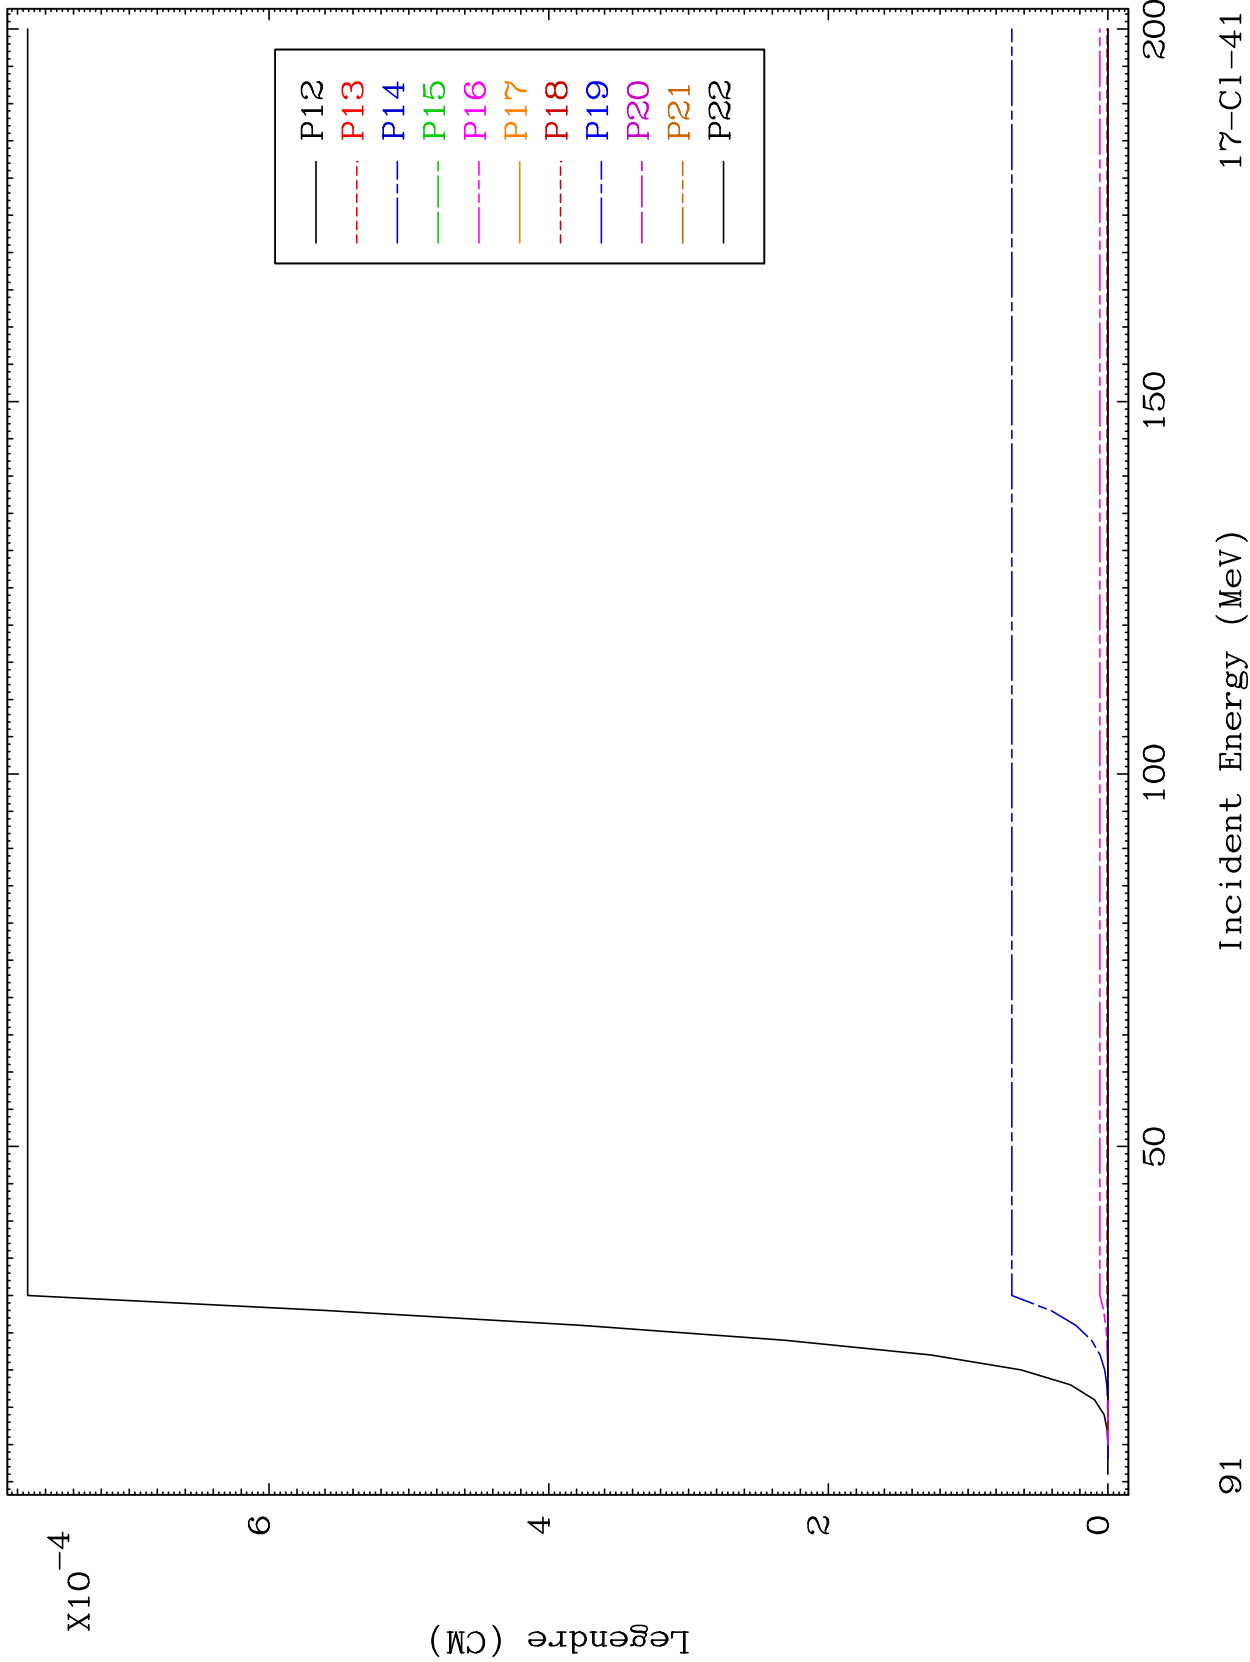 X10
-4
6
4
2
0
Legendre (CM)
P12
P13
P14
P15
P16
P17
P18
P19
P20
P21
P22
50
100
150
200
Incident Energy (MeV)
91
17-Cl-41